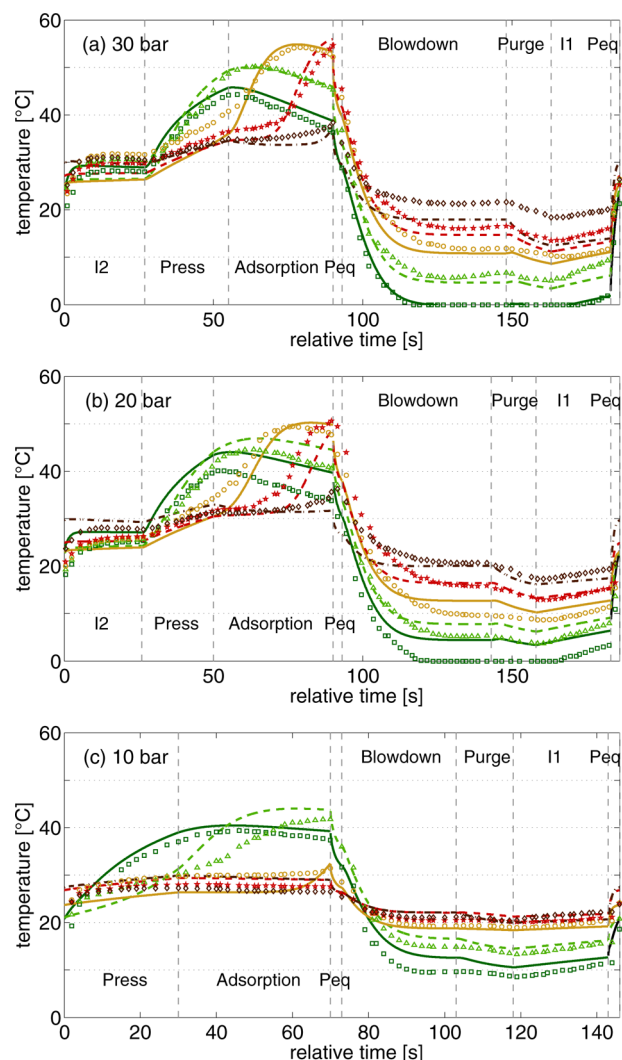 60
(a) 30 bar
Blowdown
Purge
I1
Peq
40
temperature [°C]
20
I2
Press
Adsorption
Peq
0
0
50
100
150
relative time [s]
60
(b) 20 bar
Blowdown
Purge
I1
Peq
40
temperature [°C]
20
I2
Press
Adsorption
Peq
0
0
50
100
150
relative time [s]
60
(c) 10 bar
Blowdown
Purge
I1
Peq
40
temperature [°C]
20
Press
Adsorption
Peq
0
0
20
40
60
80
100
120
140
relative time [s]